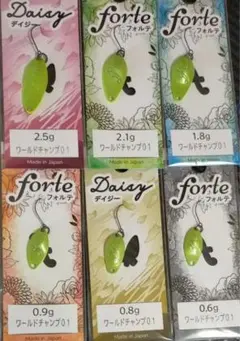 Daisy
デイジー
2.5g
ワールドチャンプ01
Made in Japan
forte
フォルテ
2.1g
ワールドチャンプ01
Made in Japan
forte
フォルテ
1.8g
ワールドチャンプ01
Made in Japan
forte
フォルテ
0.9g
ワールドチャンプ01
Made in Japan
Daisy
デイジー
0.8g
ワールドチャンプ01
Made in Japan
forte
フォルテ
0.6g
ワールドチャンプ01
Made in Japan